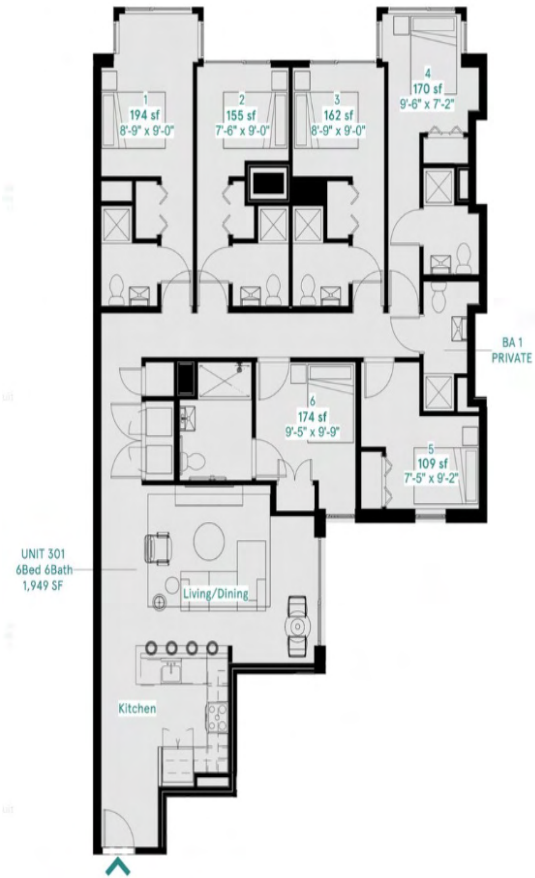 1
194 sf
8'-9" x 9'-0"
2
155 sf
7'-6" x 9'-0"
3
162 sf
8'-9" x 9'-0"
4
170 sf
9'-6" x 7'-2"
BA 1
PRIVATE
6
174 sf
9'-5" x 9'-9"
5
109 sf
7'-5" x 9'-2"
UNIT 301
6Bed 6Bath
1,949 SF
Living/Dining
Kitchen